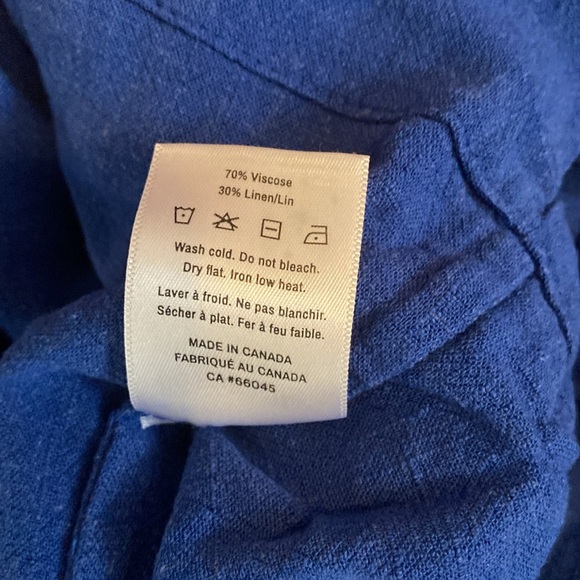 70% Viscose
30% Linen/Lin
Wash cold. Do not bleach.
Dry flat. Iron low heat.
Laver à froid. Ne pas blanchir.
Sécher à plat. Fer à feu faible.
MADE IN CANADA
FABRIQUÉ AU CANADA
CA #66045